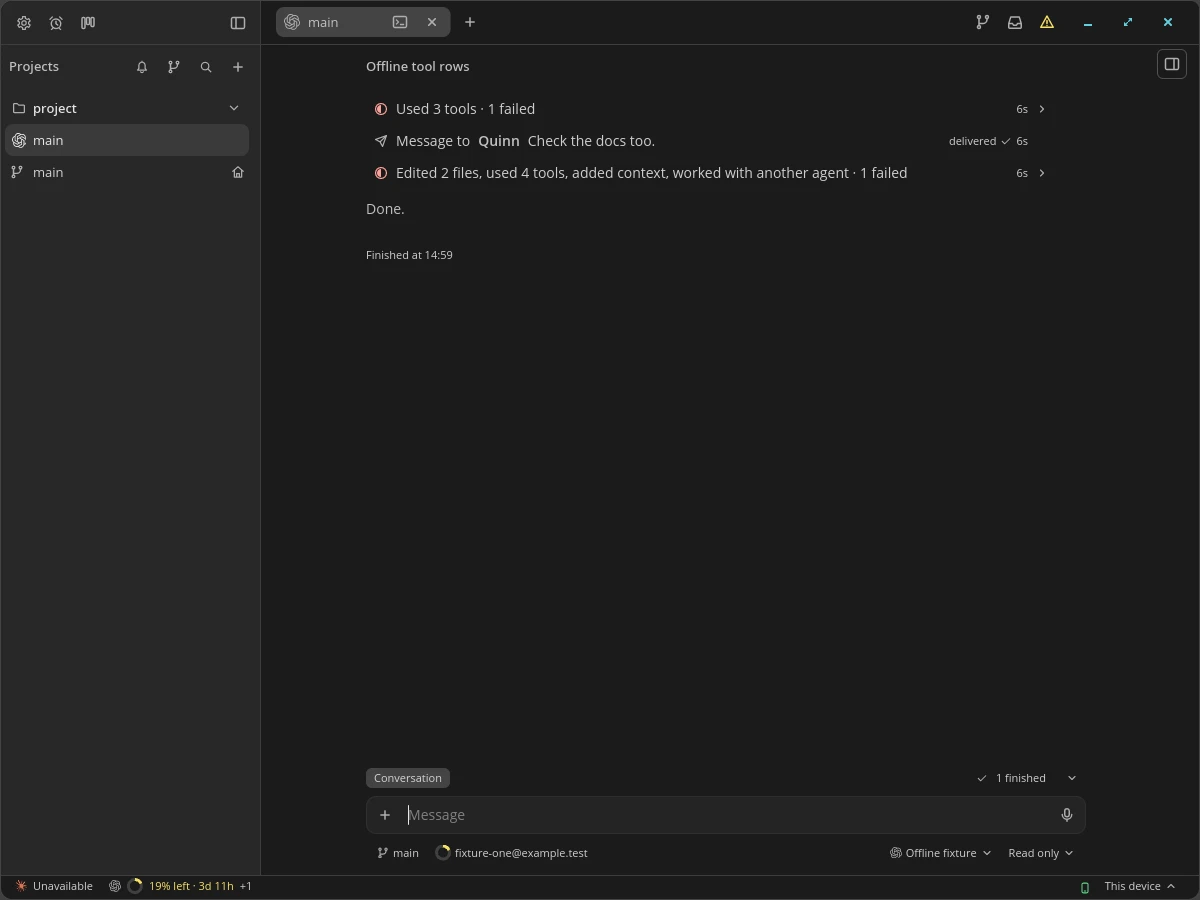 main
Projects
project
main
main
Offline tool rows
Used 3 tools · 1 failed 6s
Message to Quinn Check the docs too. delivered 6s
Edited 2 files, used 4 tools, added context, worked with another agent · 1 failed 6s
Done.
Finished at 14:59
Conversation 1 finished
Message
main fixture-one@example.test Offline fixture Read only
Unavailable 19% left · 3d 11h +1 This device